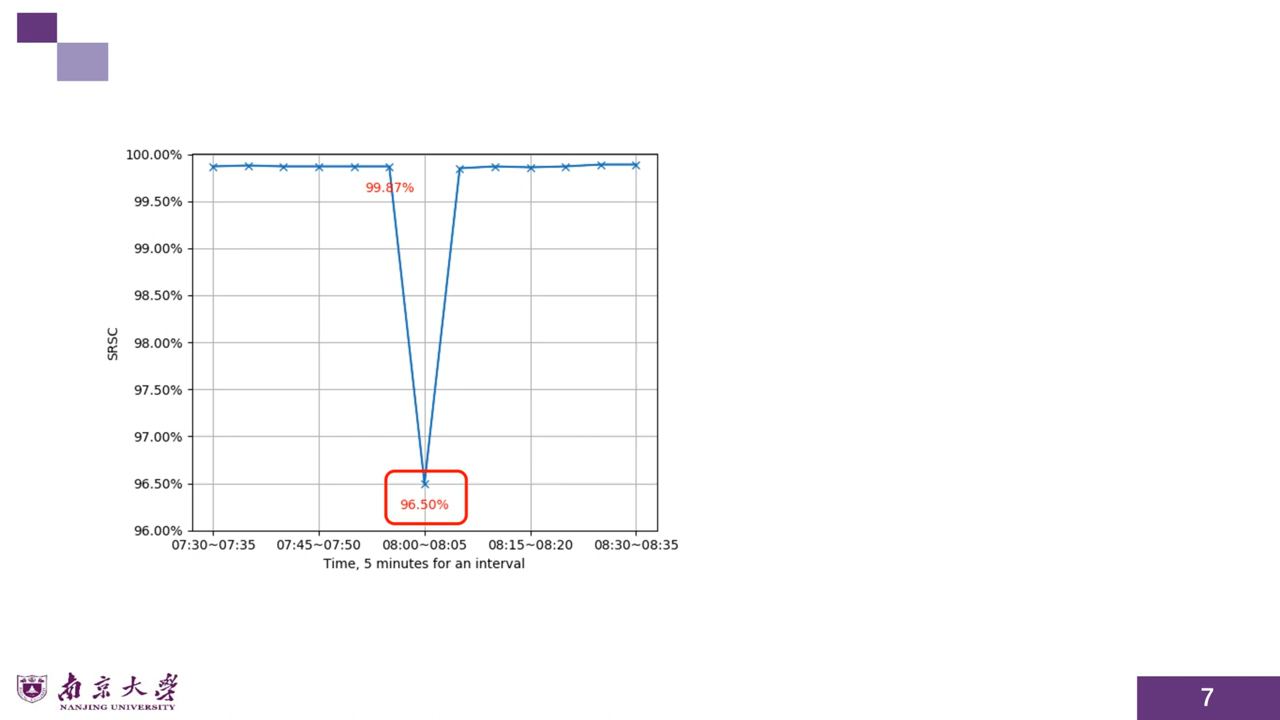 100.00%
99.87%
99.50%
99.00%
98.50%
98.00%
97.50%
97.00%
96.50%
96.50%
96.00%
SRSC
07:30~07:35 07:45~07:50 08:00~08:05 08:15~08:20 08:30~08:35
Time, 5 minutes for an interval
南京大学
NANJING UNIVERSITY
7